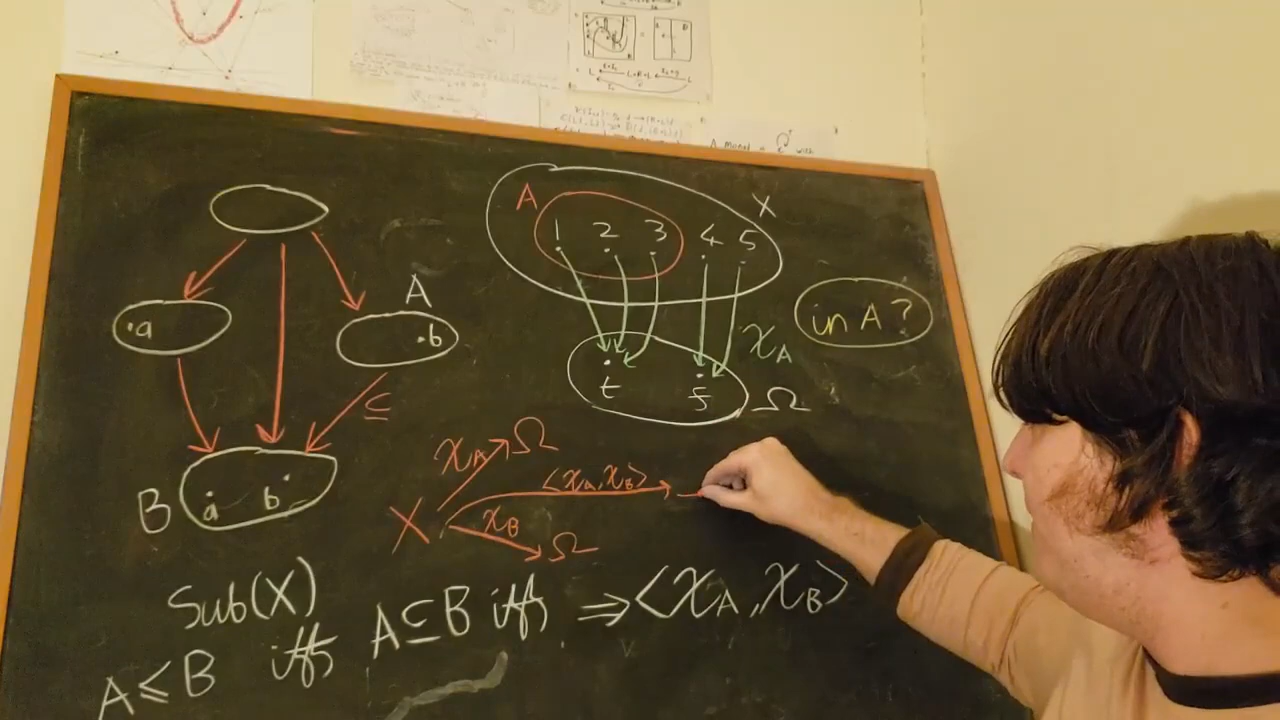 A
X
1 2 3 4 5
a
A
b
in A ?
χA
t f
Ω
⊆
χA Ω
<χA, χB>
B
a b
X
χB
Ω
Sub(X)
A ≤ B iff A ⊆ B iff ⇒ <χA, χB>